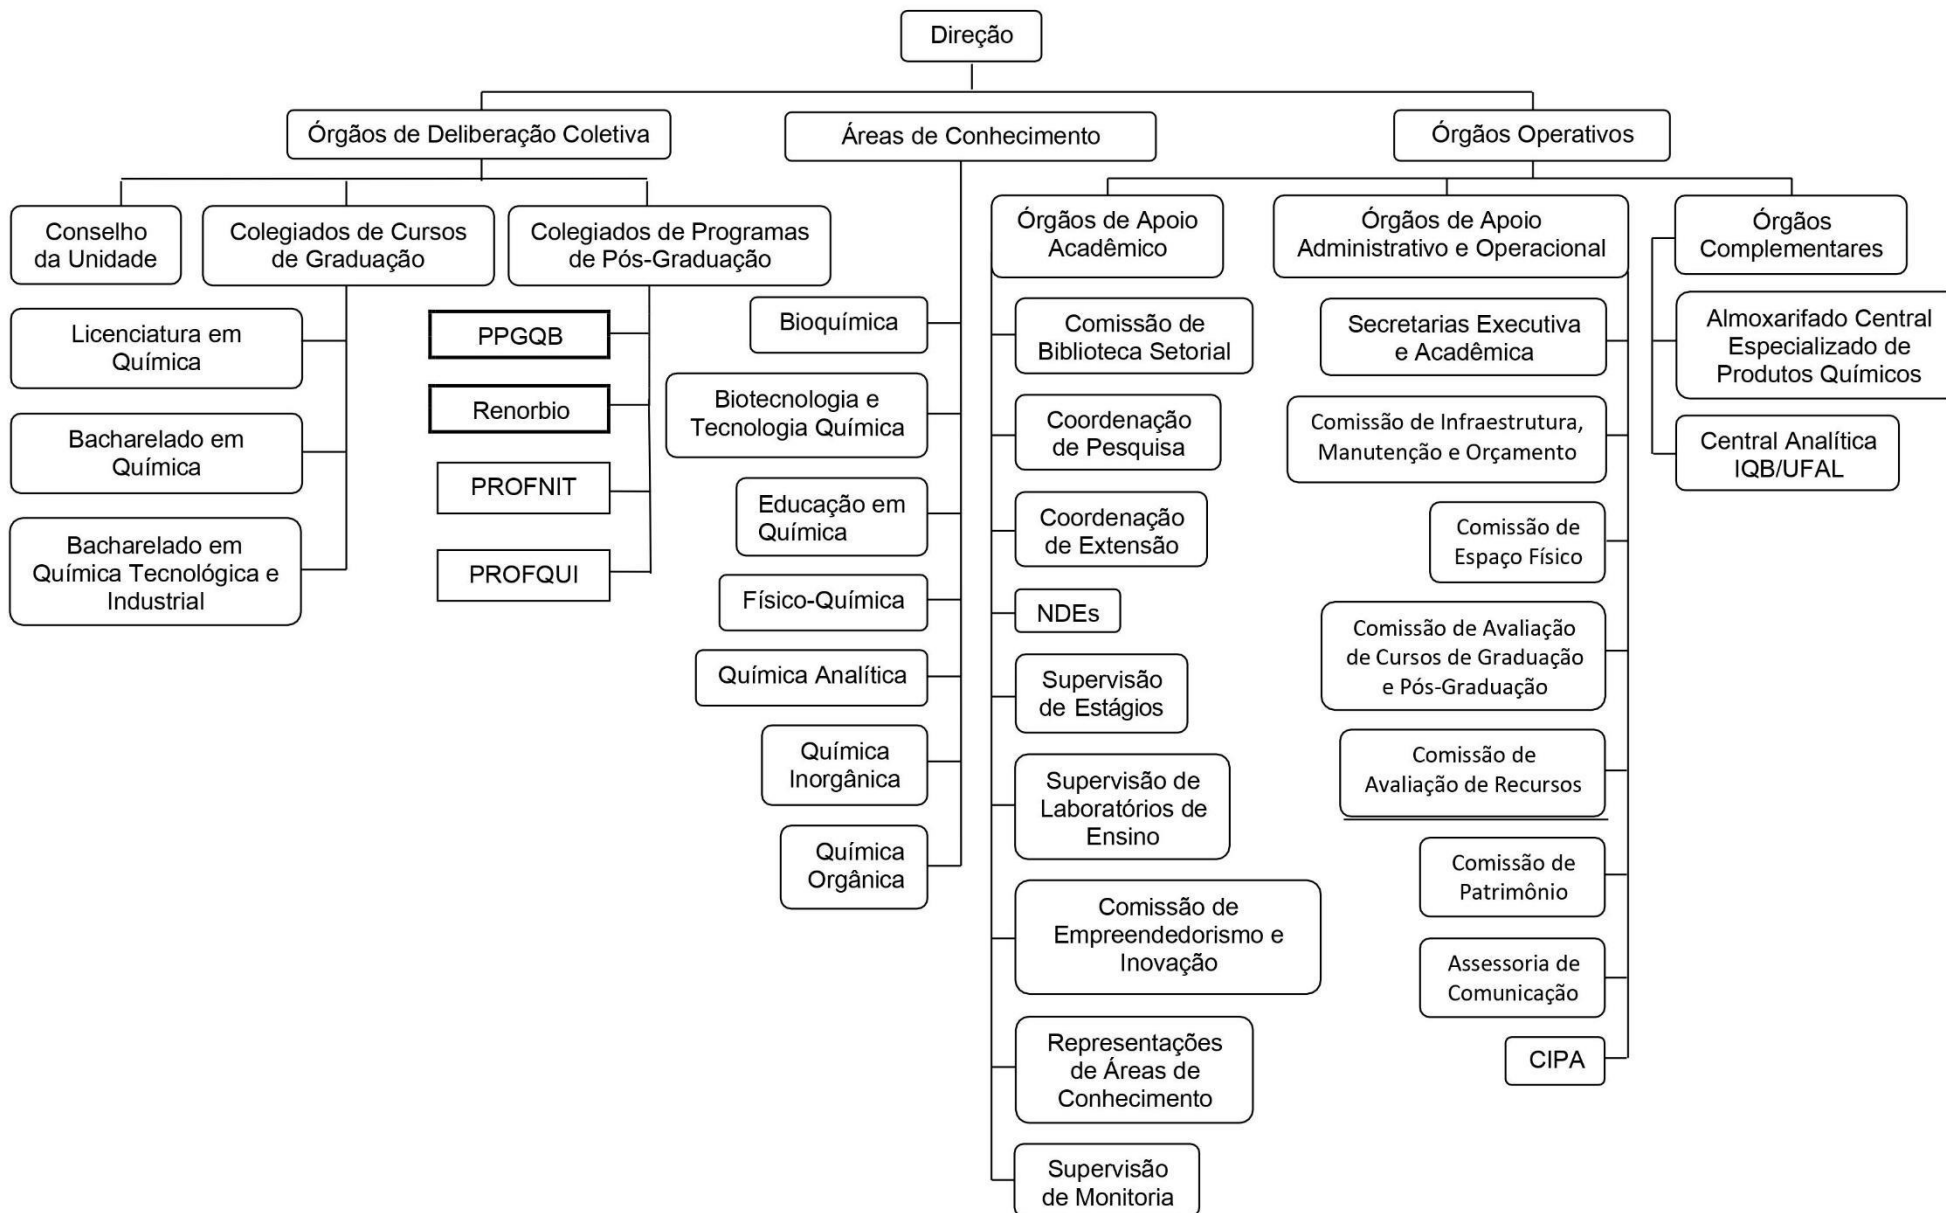 Direção
Órgãos de Deliberação Coletiva
Áreas de Conhecimento
Órgãos Operativos
Conselho
da Unidade
Colegiados de Cursos
de Graduação
Colegiados de Programas
de Pós-Graduação
Licenciatura em
Química
Bacharelado em
Química
Bacharelado em
Química Tecnológica e
Industrial
PPGQB
Renorbio
PROFNIT
PROFQUI
Bioquímica
Biotecnologia e
Tecnologia Química
Educação em
Química
Físico-Química
Química Analítica
Química
Inorgânica
Química
Orgânica
Órgãos de Apoio
Acadêmico
Comissão de
Biblioteca Setorial
Coordenação
de Pesquisa
Coordenação
de Extensão
NDEs
Supervisão
de Estágios
Supervisão de
Laboratórios de
Ensino
Comissão de
Empreendedorismo e
Inovação
Representações
de Áreas de
Conhecimento
Supervisão
de Monitoria
Órgãos de Apoio
Administrativo e Operacional
Secretarias Executiva
e Acadêmica
Comissão de Infraestrutura,
Manutenção e Orçamento
Comissão de
Espaço Físico
Comissão de Avaliação
de Cursos de Graduação
e Pós-Graduação
Comissão de
Avaliação de Recursos
Comissão de
Patrimônio
Assessoria de
Comunicação
CIPA
Órgãos
Complementares
Almoxarifado Central
Especializado de
Produtos Químicos
Central Analítica
IQB/UFAL